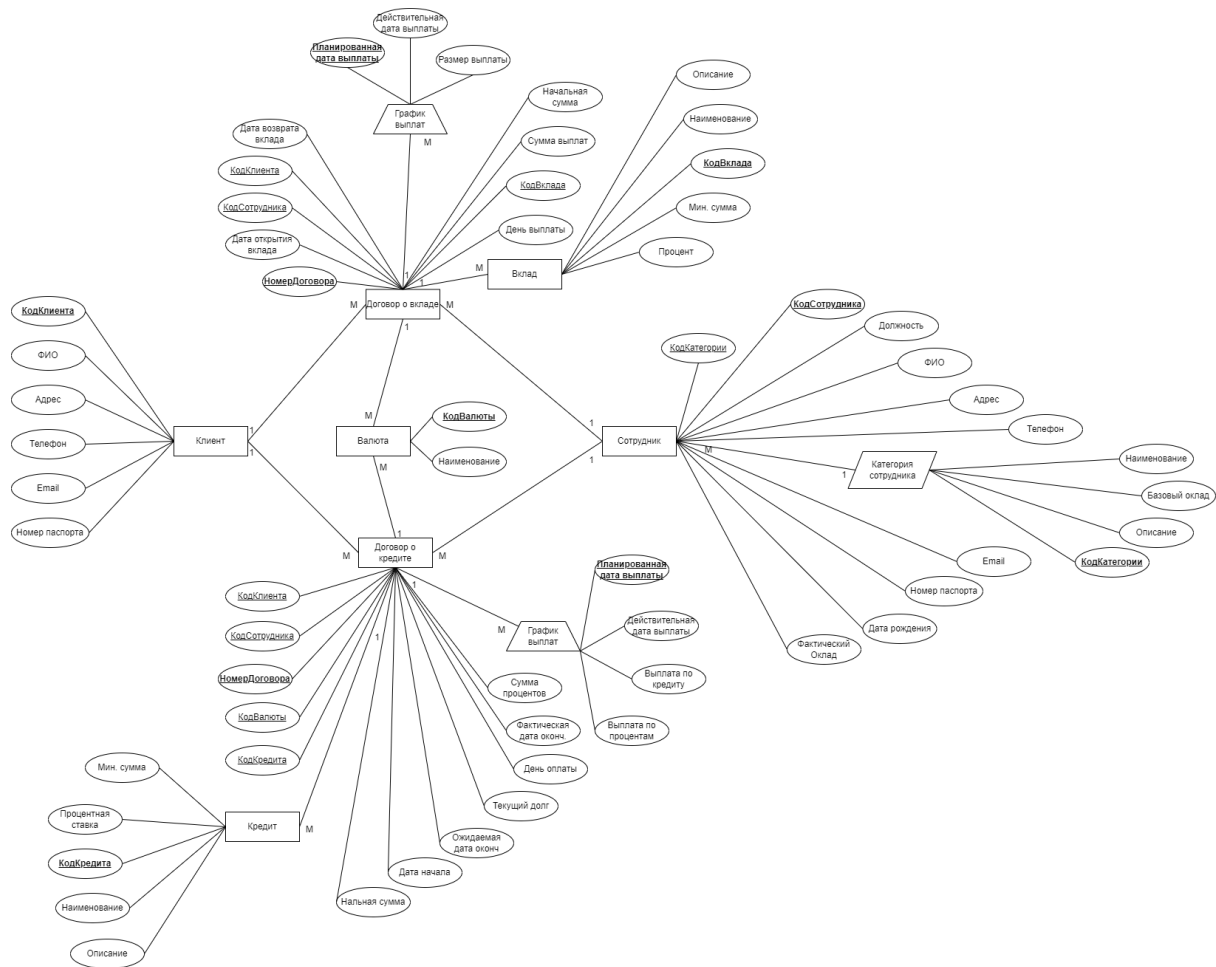 Действительная
дата выплаты
Планированная
дата выплаты
Размер выплаты
График
выплат
М
Описание
Начальная
сумма
Наименование
Дата возврата
вклада
Сумма выплат
КодВклада
КодКлиента
КодВклада
КодСотрудника
Мин. сумма
День выплаты
Дата открытия
вклада
Процент
НомерДоговора
1
1
М
Вклад
М
Договор о вкладе
М
1
КодКлиента
КодСотрудника
Должность
КодКатегории
ФИО
ФИО
Адрес
Адрес
М
КодВалюты
Телефон
1
Клиент
1
Валюта
Наименование
М
1
Сотрудник
1
М
Телефон
Категория
сотрудника
1
Наименование
Email
Базовый оклад
Номер паспорта
Описание
КодКатегории
1
М
Договор о
кредите
М
Email
Номер паспорта
Дата рождения
Фактический
Оклад
Планированная
дата выплаты
1
КодКлиента
М
График
выплат
Действительная
дата выплаты
КодСотрудника
1
Выплата по
кредиту
НомерДоговора
Сумма
процентов
КодВалюты
Фактическая
дата оконч.
Выплата по
процентам
КодКредита
День оплаты
Мин. сумма
Текущий долг
Процентная
ставка
Кредит
М
Ожидаемая
дата оконч
КодКредита
Дата начала
Наименование
Нальная сумма
Описание